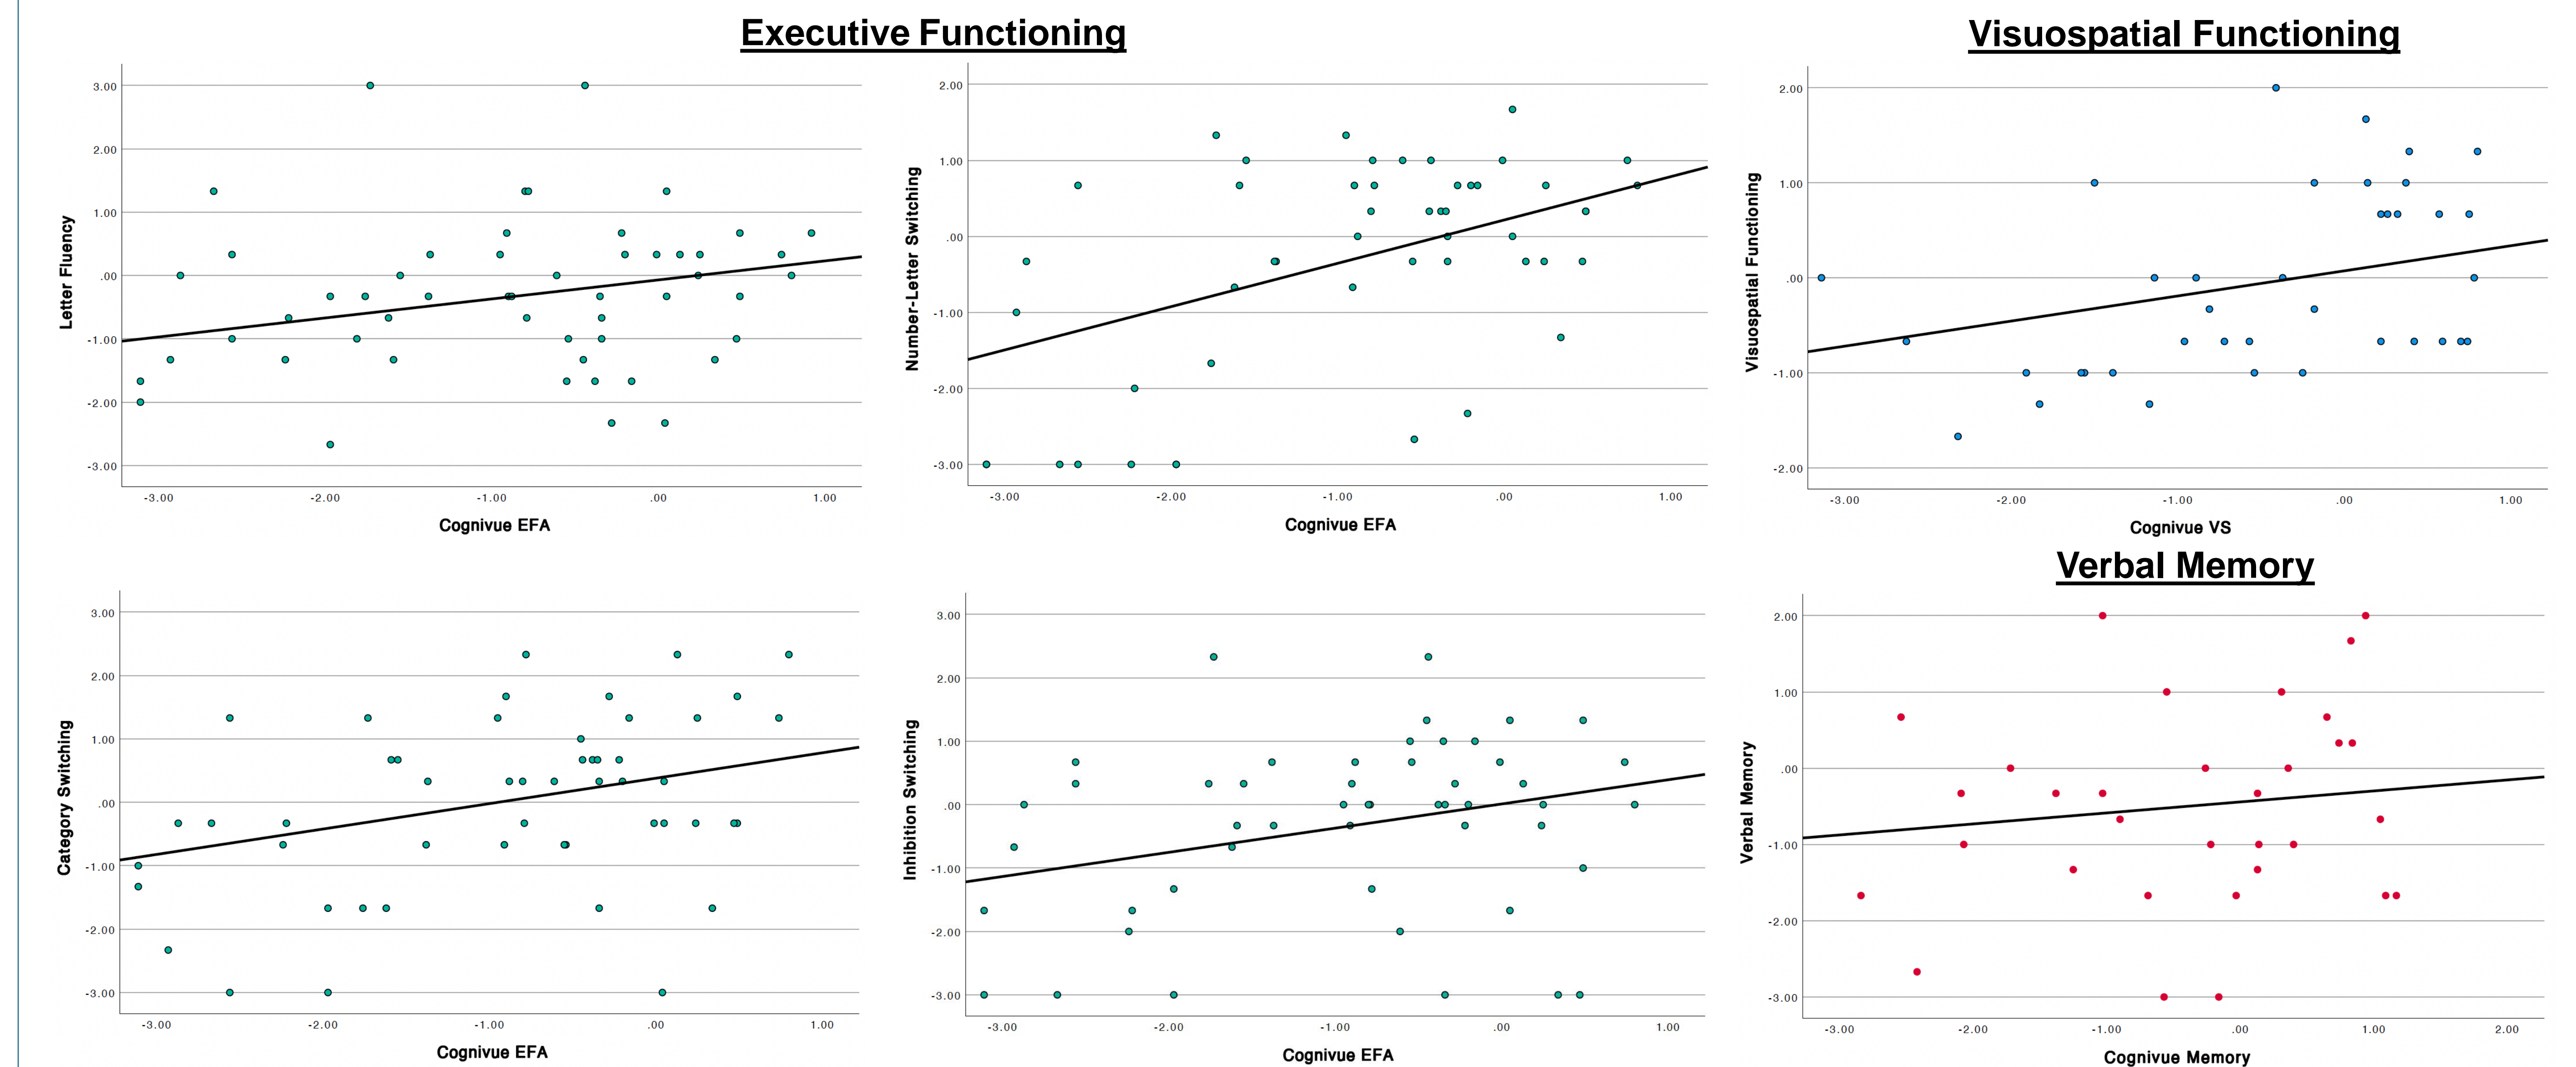 Executive Functioning
Visuospatial Functioning
Letter Fluency
3.00
2.00
1.00
.00
-1.00
-2.00
-3.00
-3.00 -2.00 -1.00 .00 1.00
Cognivue EFA
Number-Letter Switching
2.00
1.00
.00
-1.00
-2.00
-3.00
-3.00 -2.00 -1.00 .00 1.00
Cognivue EFA
Visuospatial Functioning
2.00
1.00
.00
-1.00
-2.00
-3.00 -2.00 -1.00 .00 1.00
Cognivue VS
Verbal Memory
Category Switching
3.00
2.00
1.00
.00
-1.00
-2.00
-3.00
-3.00 -2.00 -1.00 .00 1.00
Cognivue EFA
Inhibition Switching
3.00
2.00
1.00
.00
-1.00
-2.00
-3.00
-3.00 -2.00 -1.00 .00 1.00
Cognivue EFA
Verbal Memory
2.00
1.00
.00
-1.00
-2.00
-3.00
-3.00 -2.00 -1.00 .00 1.00 2.00
Cognivue Memory